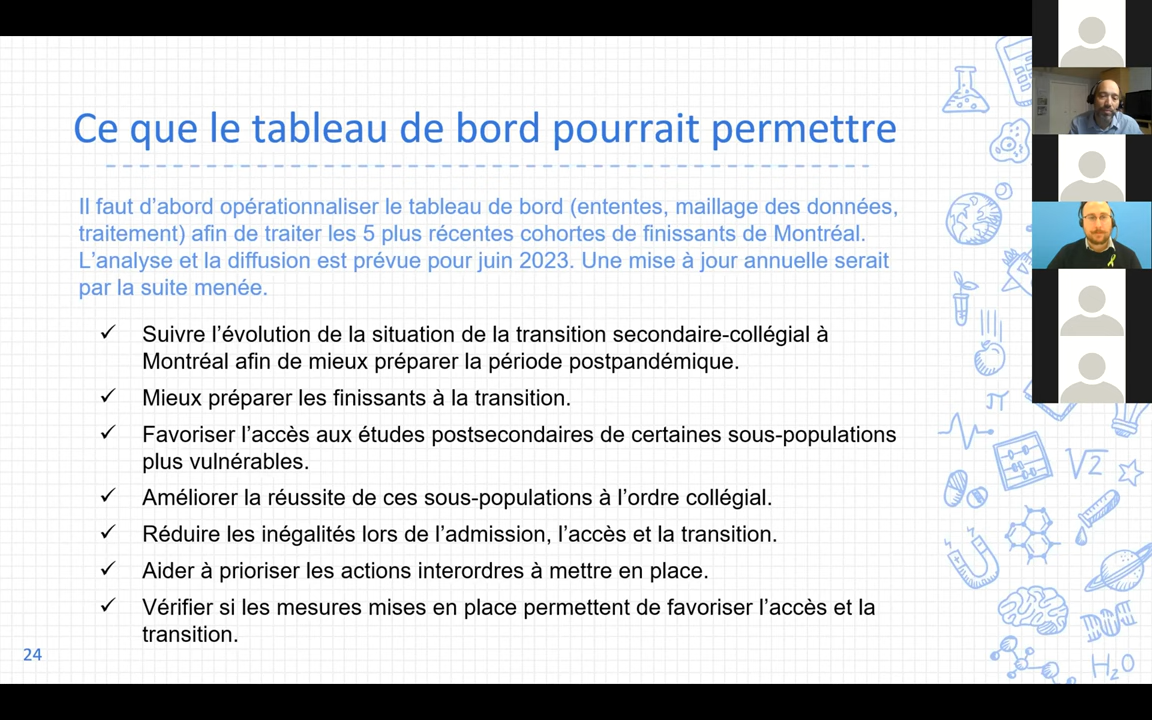 Ce que le tableau de bord pourrait permettre
Il faut d’abord opérationnaliser le tableau de bord (ententes, maillage des données,
traitement) afin de traiter les 5 plus récentes cohortes de finissants de Montréal.
L’analyse et la diffusion est prévue pour juin 2023. Une mise à jour annuelle serait
par la suite menée.
✓ Suivre l’évolution de la situation de la transition secondaire-collégial à
Montréal afin de mieux préparer la période postpandémique.
✓ Mieux préparer les finissants à la transition.
✓ Favoriser l’accès aux études postsecondaires de certaines sous-populations
plus vulnérables.
✓ Améliorer la réussite de ces sous-populations à l’ordre collégial.
✓ Réduire les inégalités lors de l’admission, l’accès et la transition.
✓ Aider à prioriser les actions interordres à mettre en place.
✓ Vérifier si les mesures mises en place permettent de favoriser l’accès et la
transition.
24
π
√2
H₂O